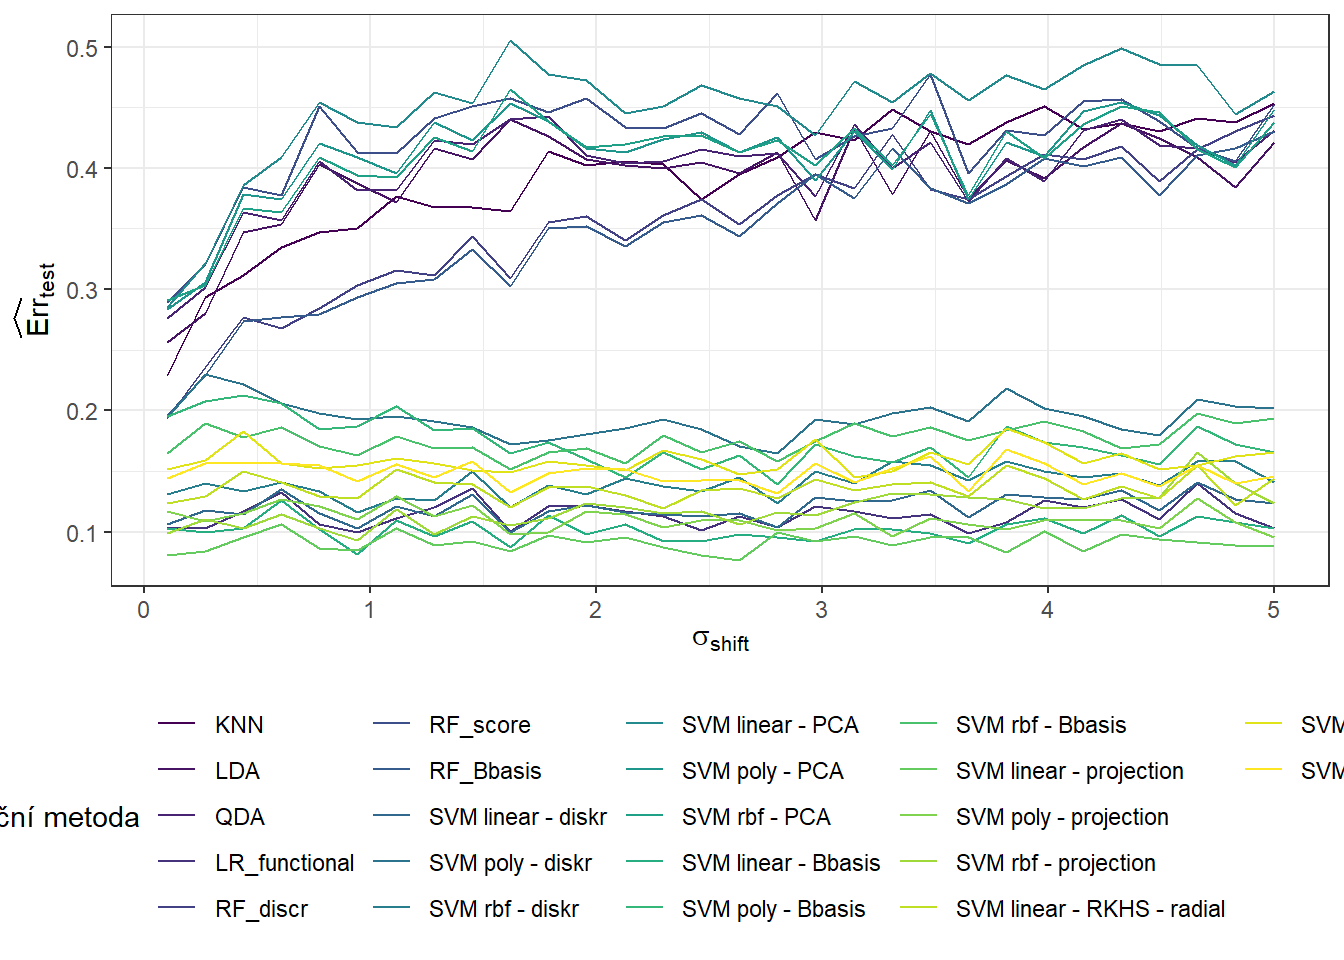 0.5
0.4
0.3
0.2
0.1
Err test
0 1 2 3 4 5
σ shift
ční metoda
KNN
LDA
QDA
LR_functional
RF_discr
RF_score
RF_Bbasis
SVM linear - diskr
SVM poly - diskr
SVM rbf - diskr
SVM linear - PCA
SVM poly - PCA
SVM rbf - PCA
SVM linear - Bbasis
SVM poly - Bbasis
SVM rbf - Bbasis
SVM linear - projection
SVM poly - projection
SVM rbf - projection
SVM linear - RKHS - radial
SVM
SVM